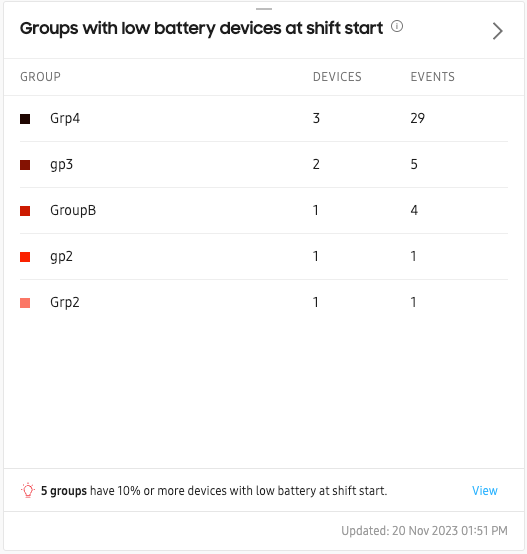 Groups with low battery devices at shift start
GROUP DEVICES EVENTS
Grp4 3 29
gp3 2 5
GroupB 1 4
gp2 1 1
Grp2 1 1
5 groups have 10% or more devices with low battery at shift start. View
Updated: 20 Nov 2023 01:51 PM